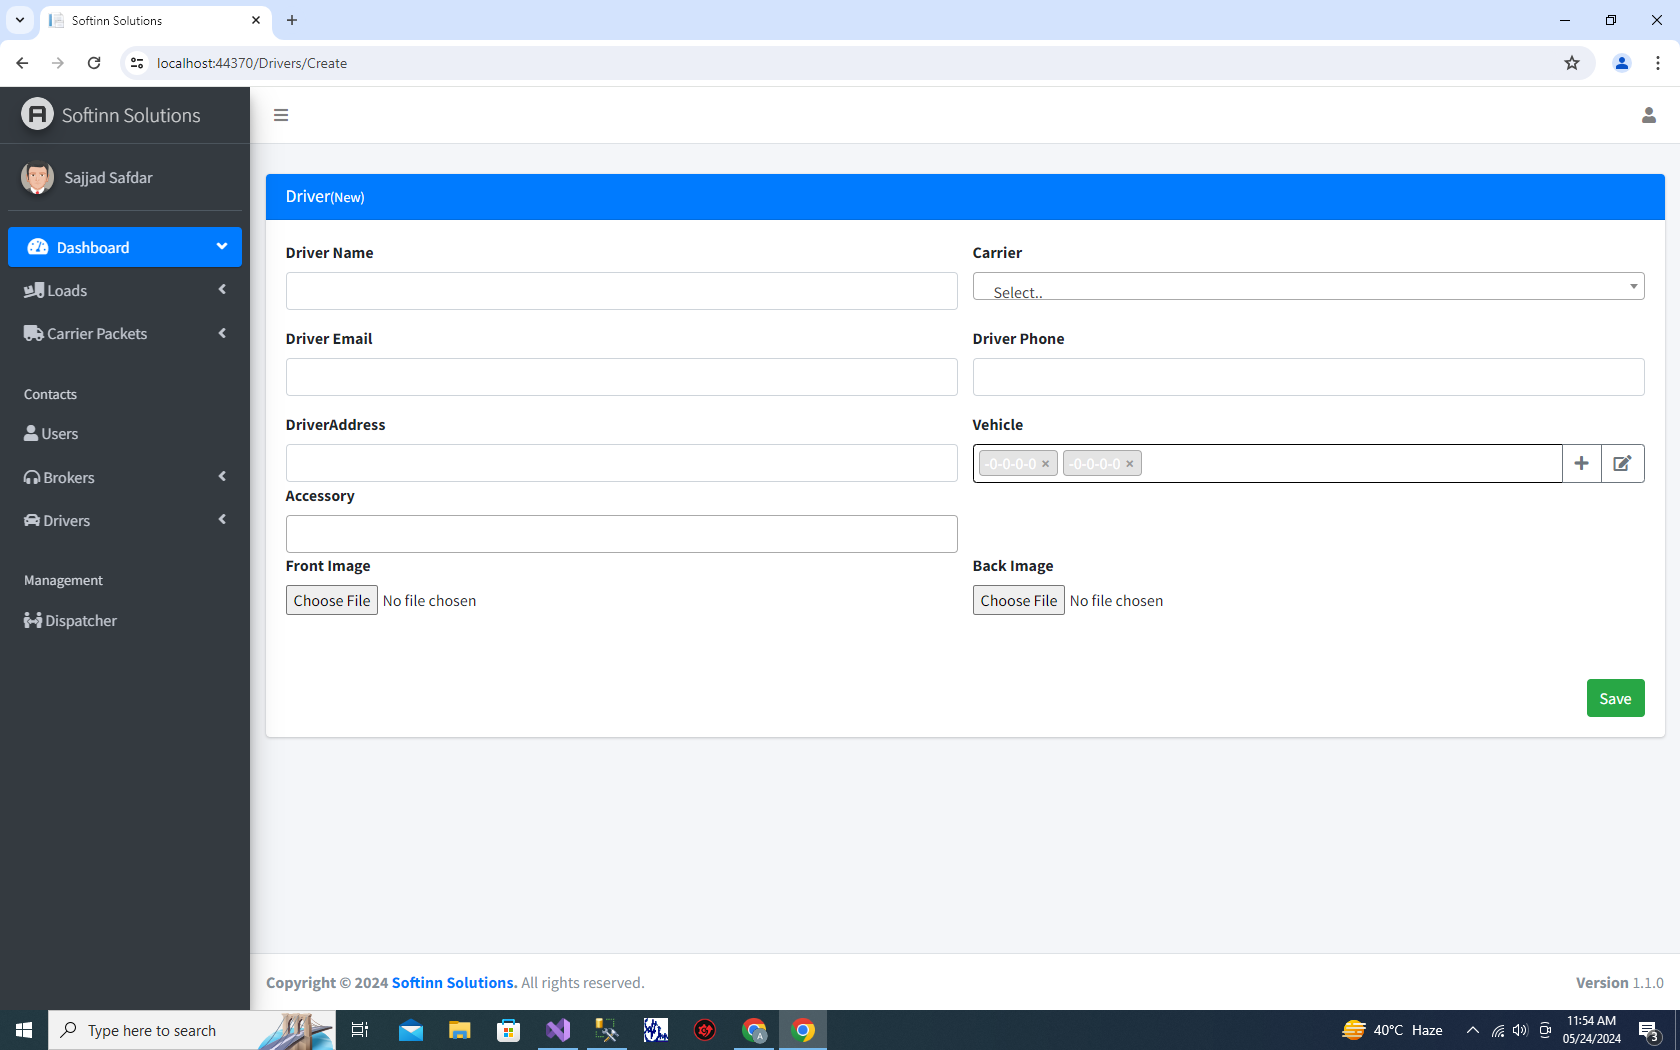 Softinn Solutions
localhost:44370/Drivers/Create
Softinn Solutions
Sajjad Safdar
Dashboard
Loads
Carrier Packets
Contacts
Users
Brokers
Drivers
Management
Dispatcher
Driver(New)
Driver Name
Carrier
Select..
Driver Email
Driver Phone
DriverAddress
Vehicle
-0-0-0-0 × -0-0-0-0 ×
Accessory
Front Image
Back Image
Choose File No file chosen
Choose File No file chosen
Save
Copyright © 2024 Softinn Solutions. All rights reserved.
Version 1.1.0
Type here to search
A
40°C Haze
11:54 AM
05/24/2024
3